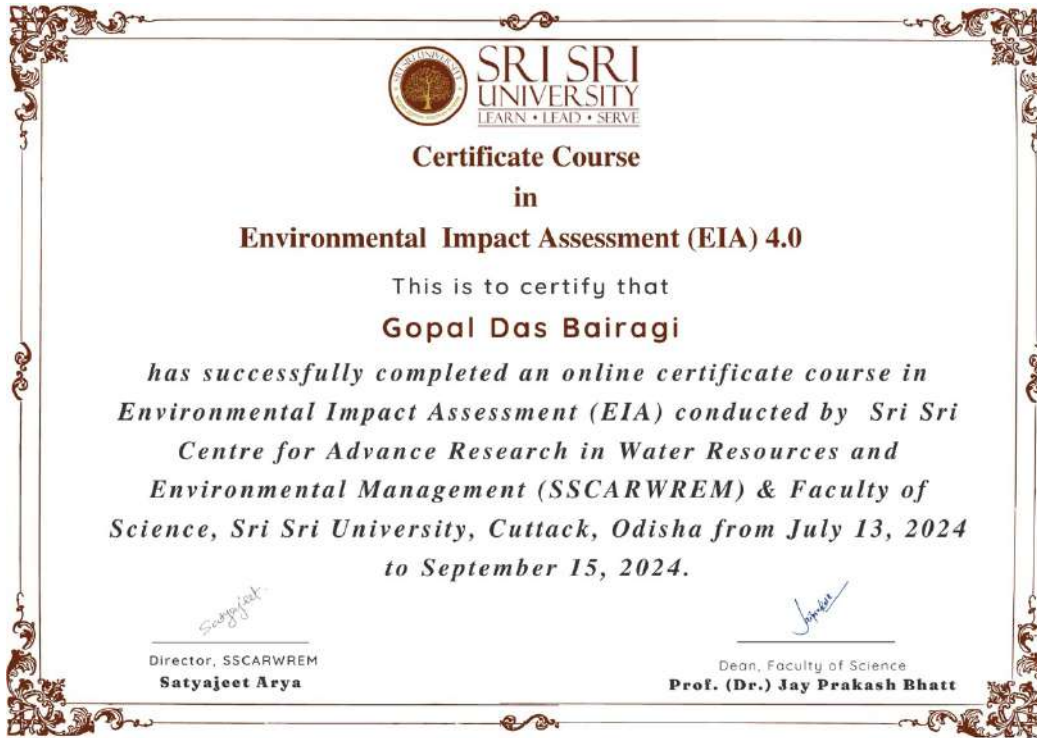 SRI SRI
UNIVERSITY
LEARN • LEAD • SERVE
Certificate Course
in
Environmental Impact Assessment (EIA) 4.0
This is to certify that
Gopal Das Bairagi
has successfully completed an online certificate course in
Environmental Impact Assessment (EIA) conducted by Sri Sri
Centre for Advance Research in Water Resources and
Environmental Management (SSCARWREM) & Faculty of
Science, Sri Sri University, Cuttack, Odisha from July 13, 2024
to September 15, 2024.
Satyajeet
Director, SSCARWREM
Satyajeet Arya
Dean, Faculty of Science
Prof. (Dr.) Jay Prakash Bhatt